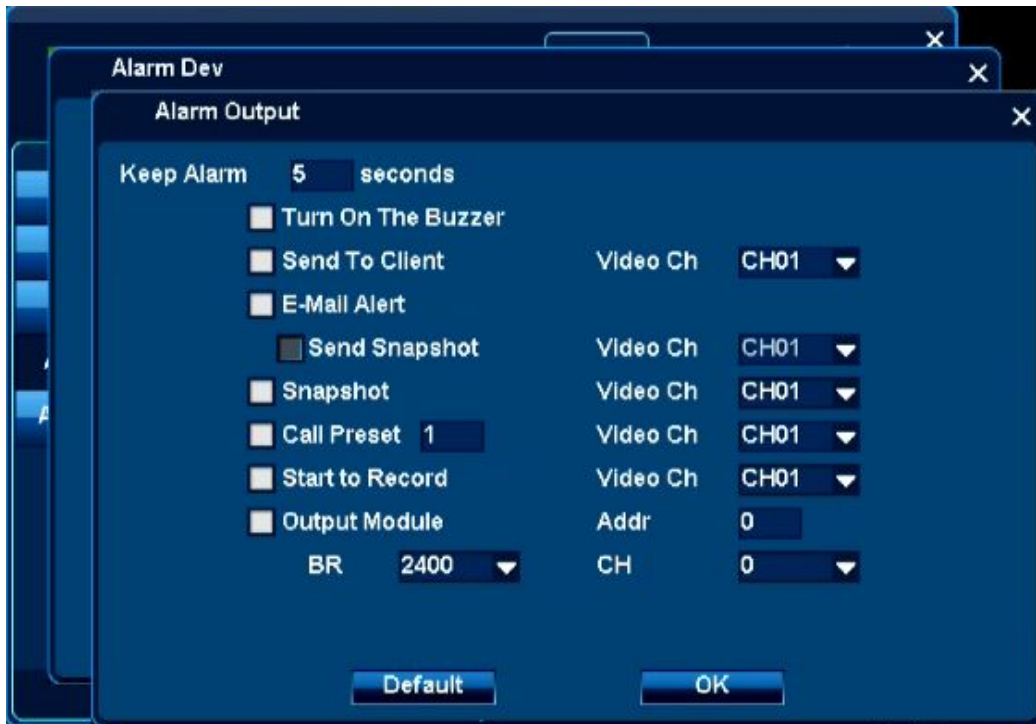 Alarm Dev
Alarm Output
Keep Alarm 5 seconds
Turn On The Buzzer
Send To Client Video Ch CH01
E-Mail Alert
Send Snapshot Video Ch CH01
Snapshot Video Ch CH01
Call Preset 1 Video Ch CH01
Start to Record Video Ch CH01
Output Module Addr 0
BR 2400 CH 0
Default OK